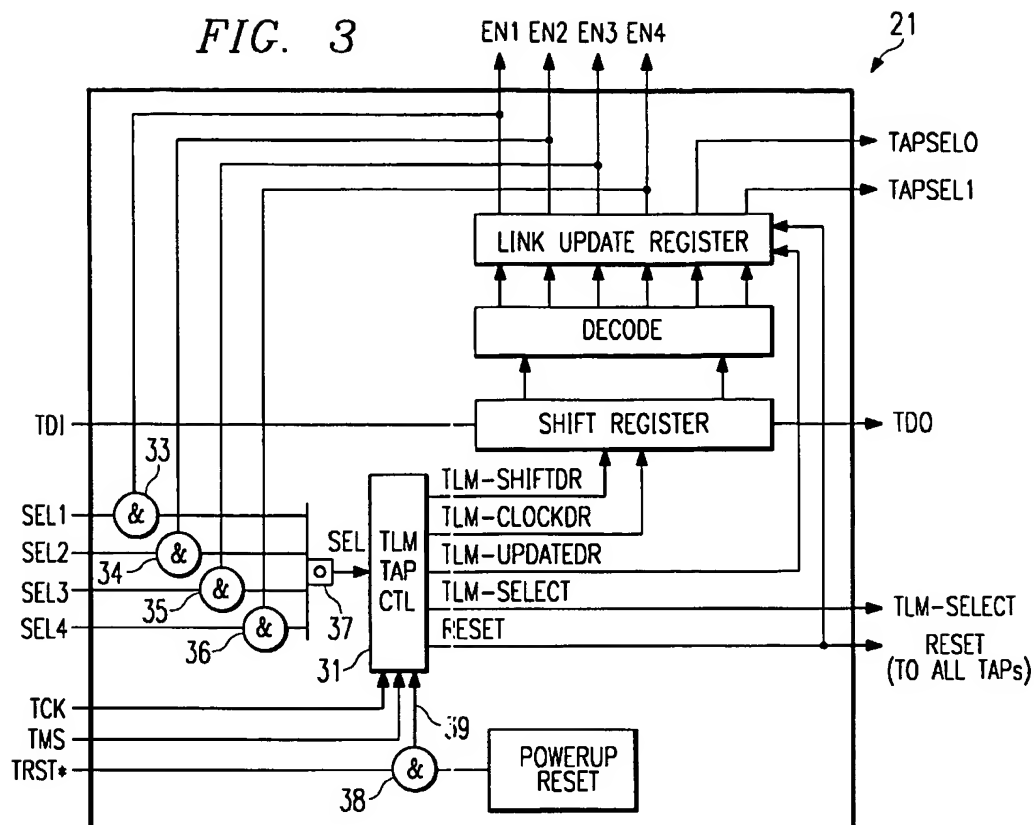 FIG. 3
EN1 EN2 EN3 EN4
21
TAPSEL0
TAPSEL1
LINK UPDATE REGISTER
DECODE
TDI
SHIFT REGISTER
TDO
33
SEL1
&
TLM-SHIFTDR
TLM-CLOCKDR
SEL2
&
34
SEL
TLM
TAP
CTL
TLM-UPDATEDR
SEL3
&
35
37
TLM-SELECT
TLM-SELECT
SEL4
&
36
31
RESET
RESET
(TO ALL TAPs)
TCK
TMS
39
TRST*
&
38
POWERUP
RESET